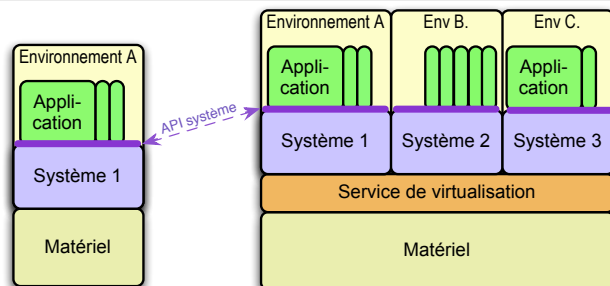 Environnement A
Appli-
cation
API système
Système 1
Matériel
Environnement A
Env B.
Env C.
Appli-
cation
Appli-
cation
Système 1
Système 2
Système 3
Service de virtualisation
Matériel